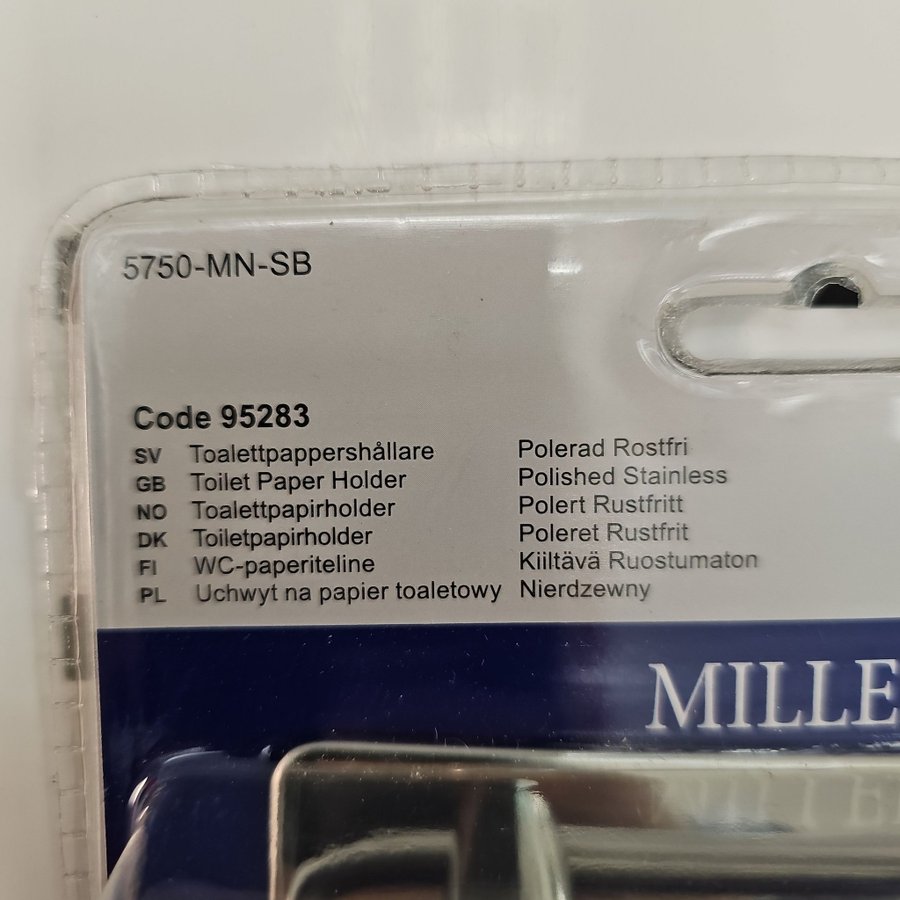 5750-MN-SB
Code 95283
SV Toalettpappershållare Polerad Rostfri
GB Toilet Paper Holder Polished Stainless
NO Toalettpapirholder Polert Rustfritt
DK Toiletpapirholder Poleret Rustfrit
FI WC-paperiteline Kiiltävä Ruostumaton
PL Uchwyt na papier toaletowy Nierdzewny
MILLE